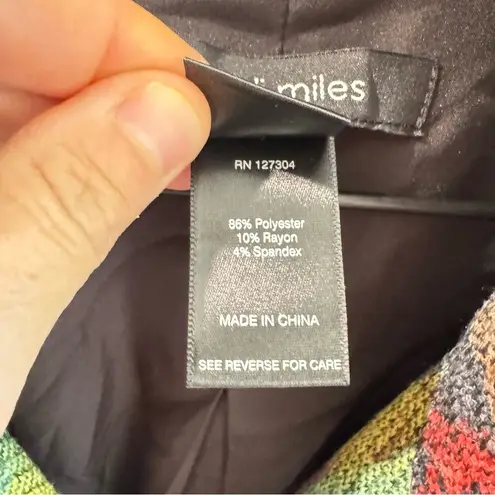 miles
RN 127304
86% Polyester
10% Rayon
4% Spandex
MADE IN CHINA
SEE REVERSE FOR CARE